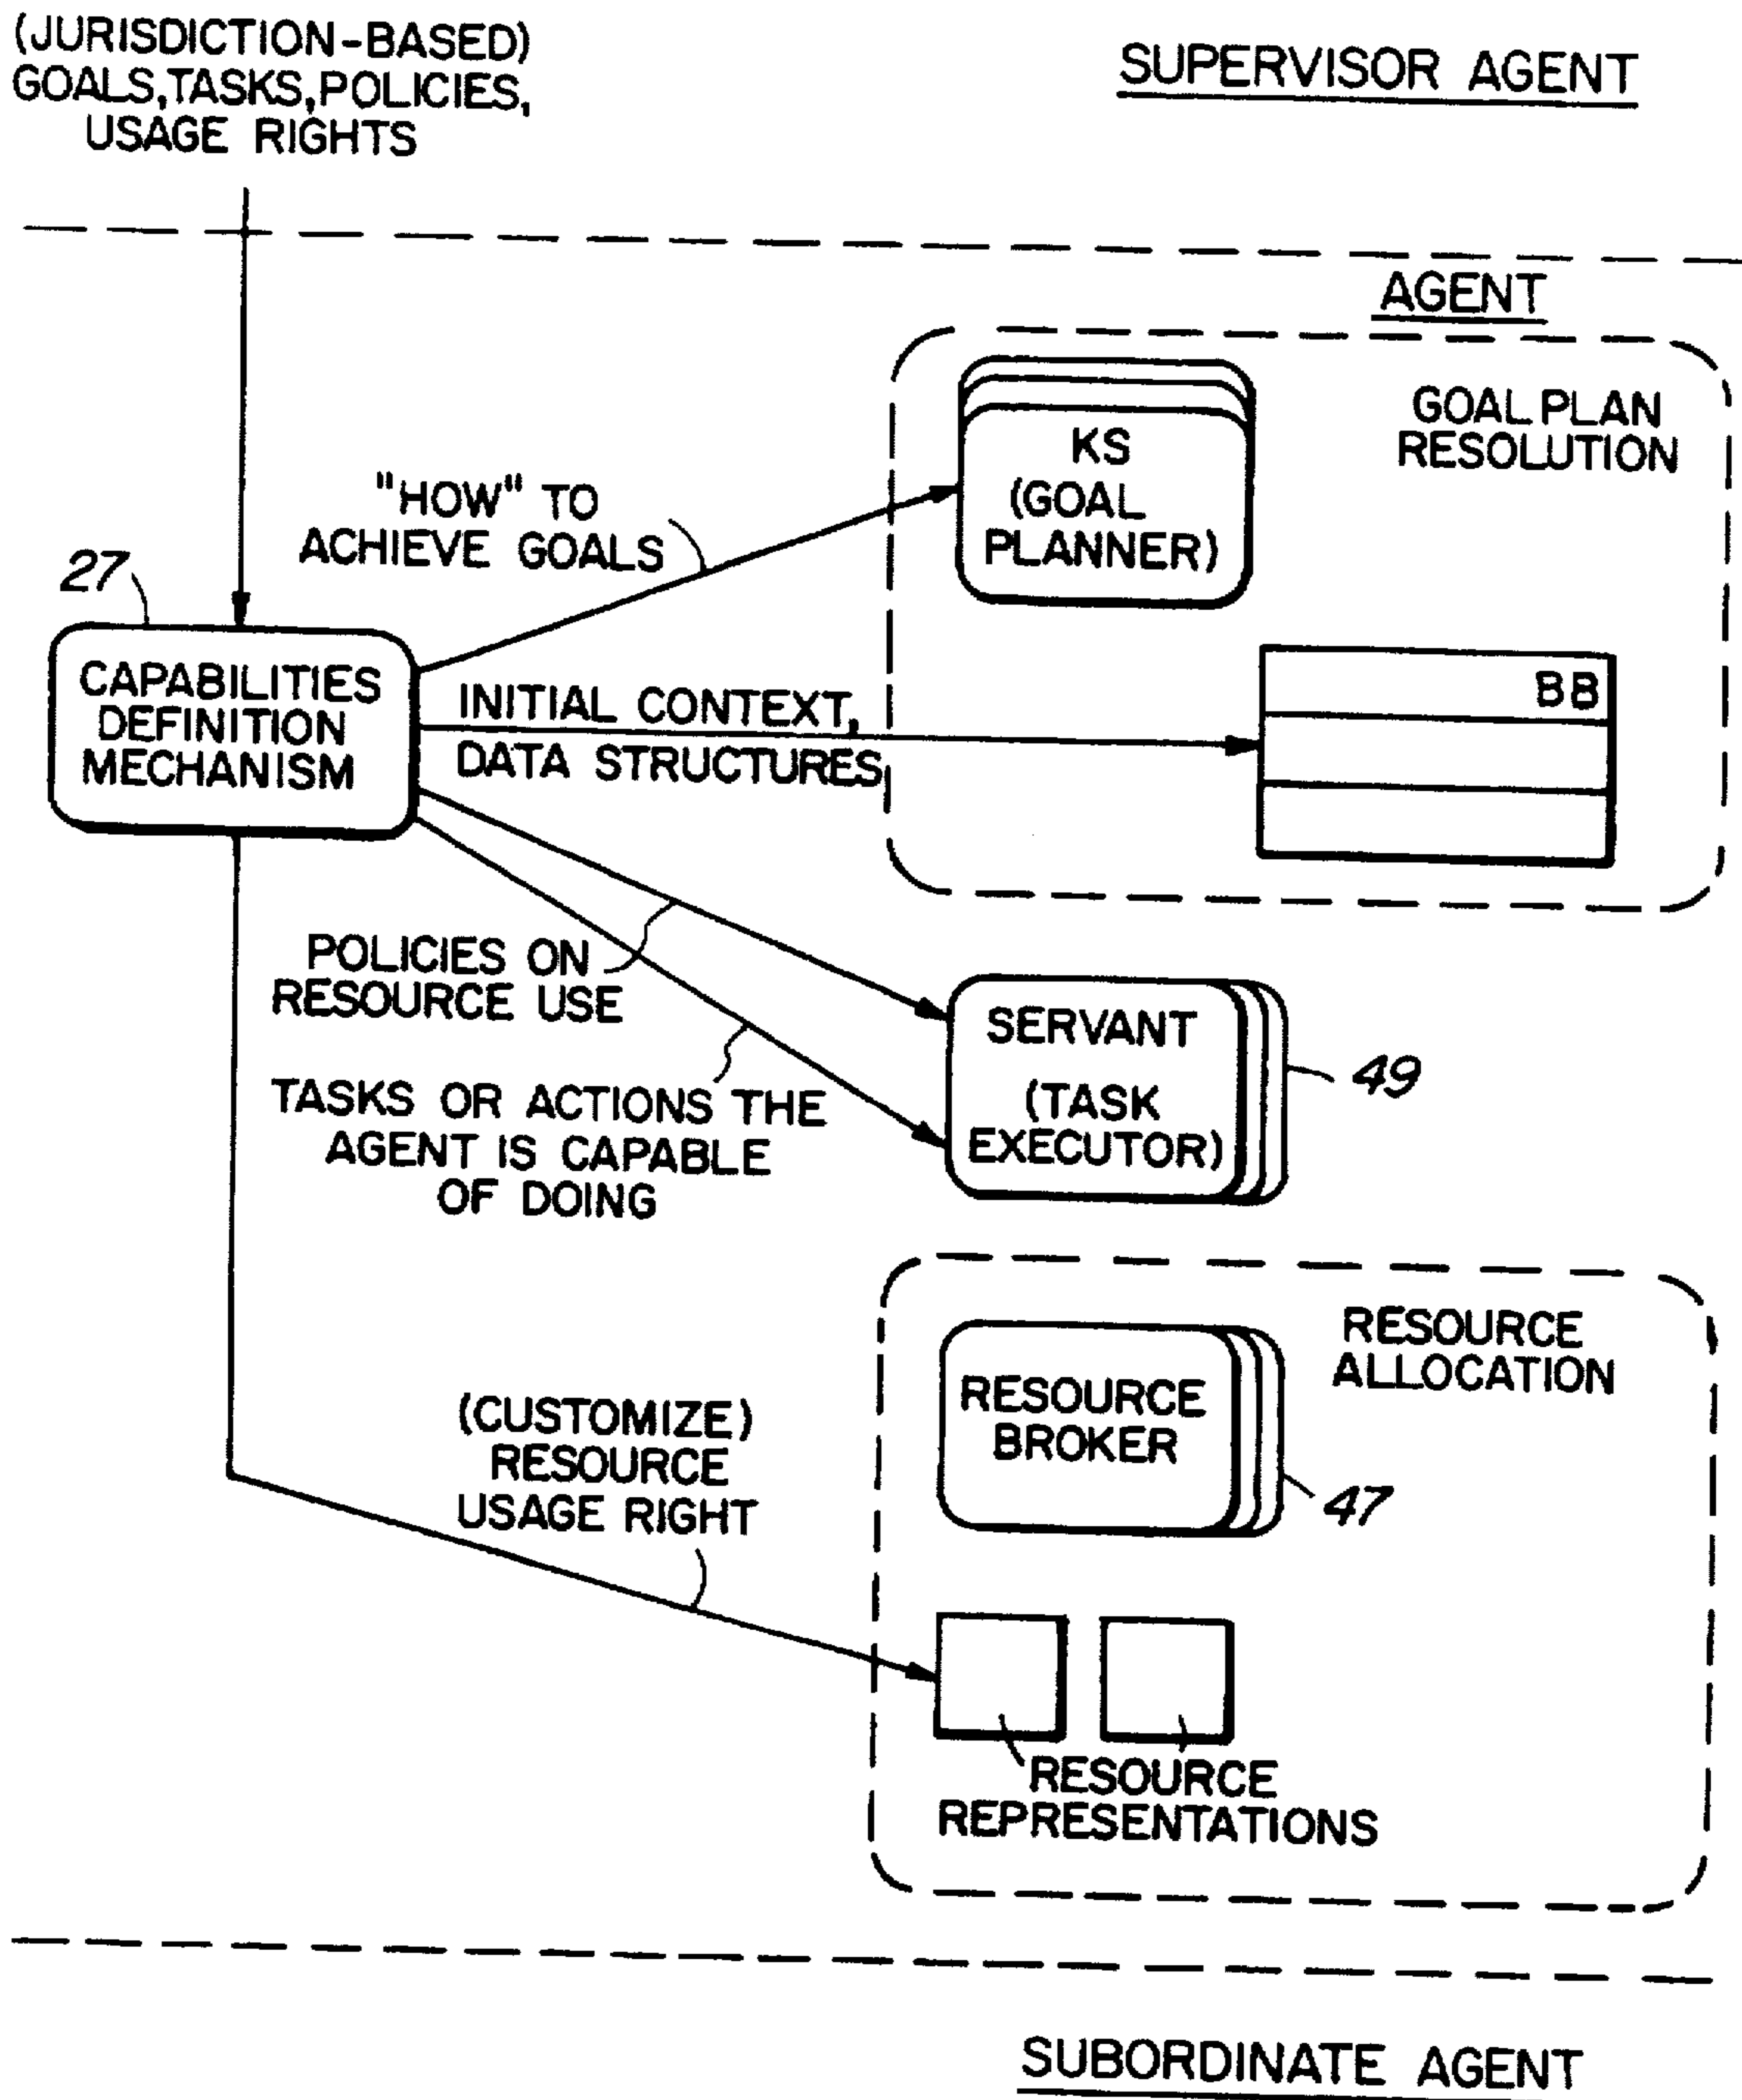 (JURISDICTION-BASED)
GOALS,TASKS,POLICIES,
USAGE RIGHTS
SUPERVISOR AGENT
AGENT
GOAL PLAN
RESOLUTION
KS
(GOAL
PLANNER)
"HOW" TO
ACHIEVE GOALS
27
CAPABILITIES
DEFINITION
MECHANISM
INITIAL CONTEXT,
DATA STRUCTURES
BB
POLICIES ON
RESOURCE USE
SERVANT
(TASK
EXECUTOR)
49
TASKS OR ACTIONS THE
AGENT IS CAPABLE
OF DOING
RESOURCE
ALLOCATION
RESOURCE
BROKER
47
(CUSTOMIZE)
RESOURCE
USAGE RIGHT
RESOURCE
REPRESENTATIONS
SUBORDINATE AGENT